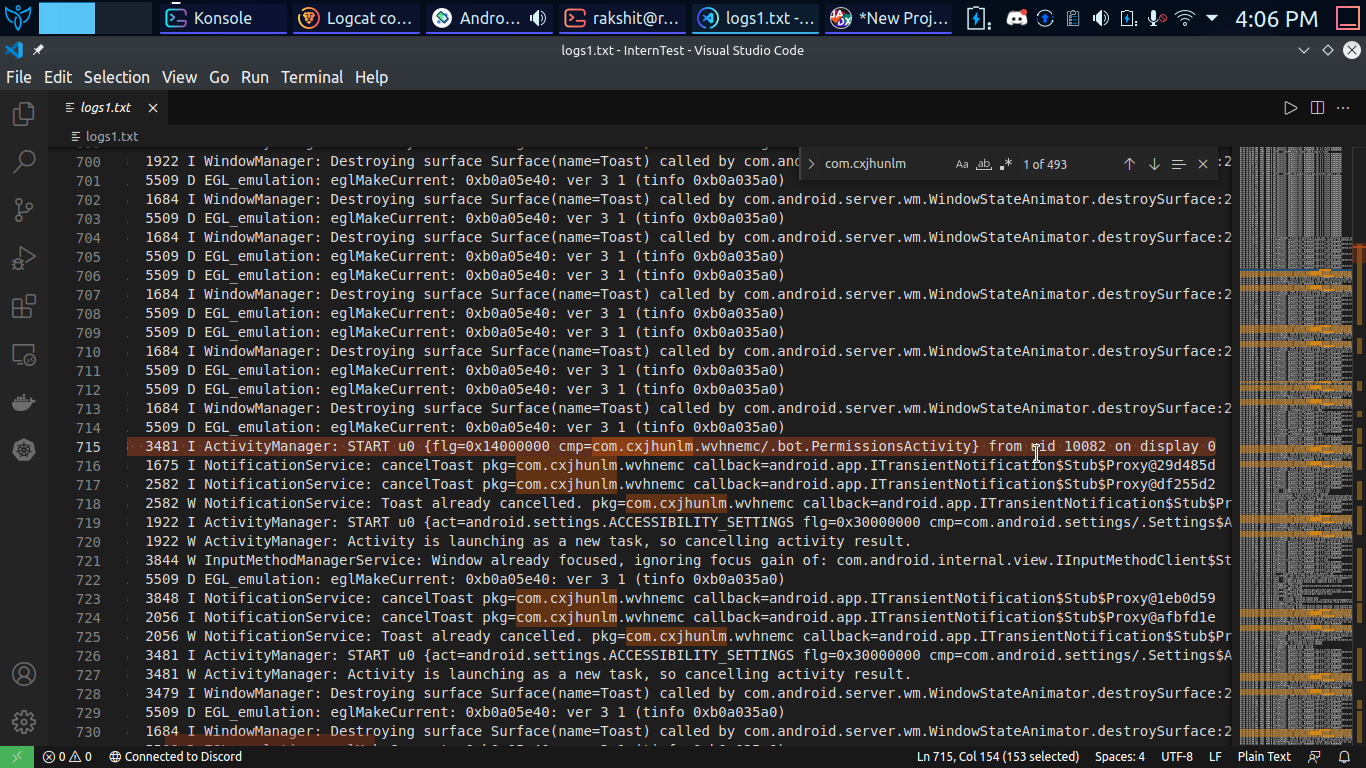 Konsole
Logcat co...
Andro...
rakshit@r...
logs1.txt -...
*New Proj...
4:06 PM
logs1.txt - InternTest - Visual Studio Code
File Edit Selection View Go Run Terminal Help
logs1.txt
logs1.txt
com.cxjhunlm
Aa
ab
1 of 493
700 1922 I WindowManager: Destroying surface Surface(name=Toast) called by com.an
701 5509 D EGL_emulation: eglMakeCurrent: 0xb0a05e40: ver 3 1 (tinfo 0xb0a035a0)
702 1684 I WindowManager: Destroying surface Surface(name=Toast) called by com.android.server.wm.WindowStateAnimator.destroySurface:2
703 5509 D EGL_emulation: eglMakeCurrent: 0xb0a05e40: ver 3 1 (tinfo 0xb0a035a0)
704 1684 I WindowManager: Destroying surface Surface(name=Toast) called by com.android.server.wm.WindowStateAnimator.destroySurface:2
705 5509 D EGL_emulation: eglMakeCurrent: 0xb0a05e40: ver 3 1 (tinfo 0xb0a035a0)
706 5509 D EGL_emulation: eglMakeCurrent: 0xb0a05e40: ver 3 1 (tinfo 0xb0a035a0)
707 1684 I WindowManager: Destroying surface Surface(name=Toast) called by com.android.server.wm.WindowStateAnimator.destroySurface:2
708 5509 D EGL_emulation: eglMakeCurrent: 0xb0a05e40: ver 3 1 (tinfo 0xb0a035a0)
709 5509 D EGL_emulation: eglMakeCurrent: 0xb0a05e40: ver 3 1 (tinfo 0xb0a035a0)
710 1684 I WindowManager: Destroying surface Surface(name=Toast) called by com.android.server.wm.WindowStateAnimator.destroySurface:2
711 5509 D EGL_emulation: eglMakeCurrent: 0xb0a05e40: ver 3 1 (tinfo 0xb0a035a0)
712 5509 D EGL_emulation: eglMakeCurrent: 0xb0a05e40: ver 3 1 (tinfo 0xb0a035a0)
713 1684 I WindowManager: Destroying surface Surface(name=Toast) called by com.android.server.wm.WindowStateAnimator.destroySurface:2
714 5509 D EGL_emulation: eglMakeCurrent: 0xb0a05e40: ver 3 1 (tinfo 0xb0a035a0)
715 3481 I ActivityManager: START u0 {flg=0x14000000 cmp=com.cxjhunlm.wvhnemc/.bot.PermissionsActivity} from uid 10082 on display 0
716 1675 I NotificationService: cancelToast pkg=com.cxjhunlm.wvhnemc callback=android.app.ITransientNotification$Stub$Proxy@29d485d
717 2582 I NotificationService: cancelToast pkg=com.cxjhunlm.wvhnemc callback=android.app.ITransientNotification$Stub$Proxy@df255d2
718 2582 W NotificationService: Toast already cancelled. pkg=com.cxjhunlm.wvhnemc callback=android.app.ITransientNotification$Stub$Pr
719 1922 I ActivityManager: START u0 {act=android.settings.ACCESSIBILITY_SETTINGS flg=0x30000000 cmp=com.android.settings/.Settings$A
720 1922 W ActivityManager: Activity is launching as a new task, so cancelling activity result.
721 3844 W InputMethodManagerService: Window already focused, ignoring focus gain of: com.android.internal.view.IInputMethodClient$St
722 5509 D EGL_emulation: eglMakeCurrent: 0xb0a05e40: ver 3 1 (tinfo 0xb0a035a0)
723 3848 I NotificationService: cancelToast pkg=com.cxjhunlm.wvhnemc callback=android.app.ITransientNotification$Stub$Proxy@1eb0d59
724 2056 I NotificationService: cancelToast pkg=com.cxjhunlm.wvhnemc callback=android.app.ITransientNotification$Stub$Proxy@afbfd1e
725 2056 W NotificationService: Toast already cancelled. pkg=com.cxjhunlm.wvhnemc callback=android.app.ITransientNotification$Stub$Pr
726 3481 I ActivityManager: START u0 {act=android.settings.ACCESSIBILITY_SETTINGS flg=0x30000000 cmp=com.android.settings/.Settings$A
727 3481 W ActivityManager: Activity is launching as a new task, so cancelling activity result.
728 3479 I WindowManager: Destroying surface Surface(name=Toast) called by com.android.server.wm.WindowStateAnimator.destroySurface:2
729 5509 D EGL_emulation: eglMakeCurrent: 0xb0a05e40: ver 3 1 (tinfo 0xb0a035a0)
730 1684 I WindowManager: Destroying surface Surface(name=Toast) called by com.android.server.wm.WindowStateAnimator.destroySurface:2
0 0 Connected to Discord
Ln 715, Col 154 (153 selected) Spaces: 4 UTF-8 LF Plain Text